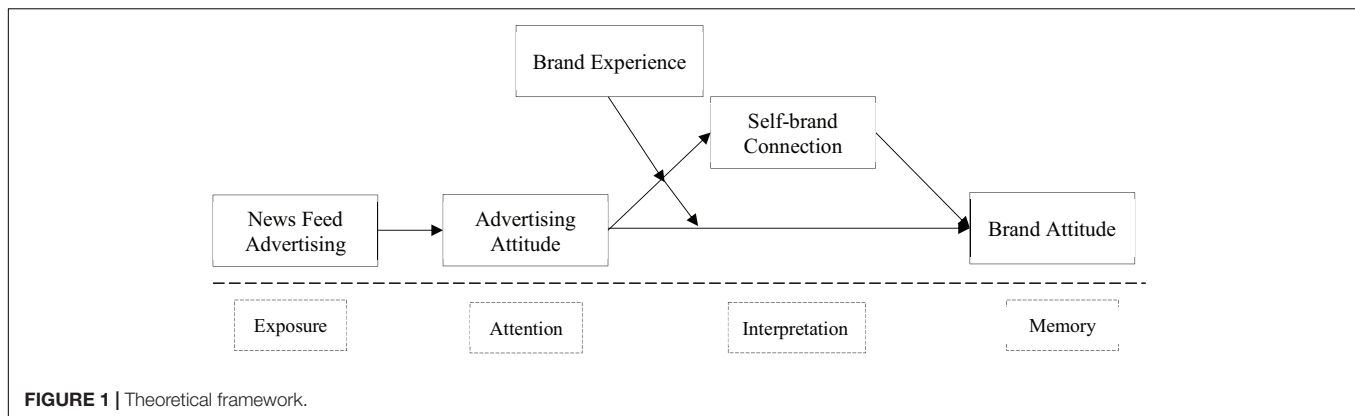 Brand Experience
Self-brand
Connection
News Feed
Advertising
Advertising
Attitude
Brand Attitude
Exposure
Attention
Interpretation
Memory
FIGURE 1 | Theoretical framework.